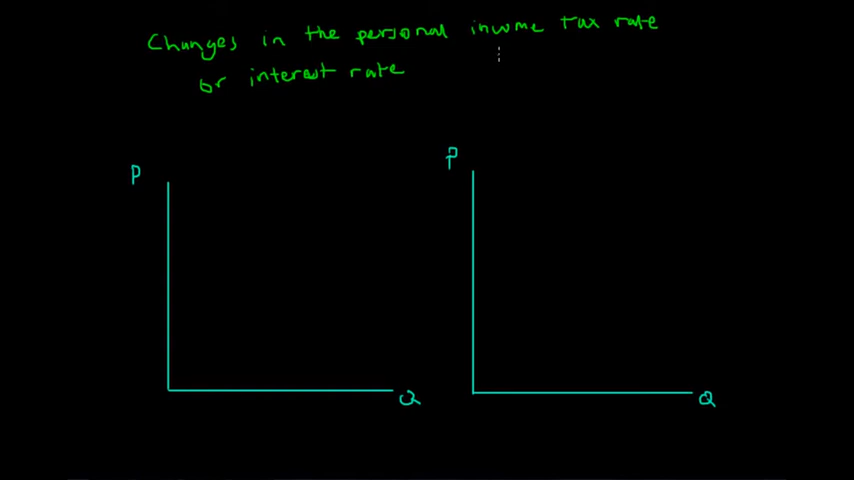 Changes in the personal income tax rate
or interest rate
P
P
Q
Q